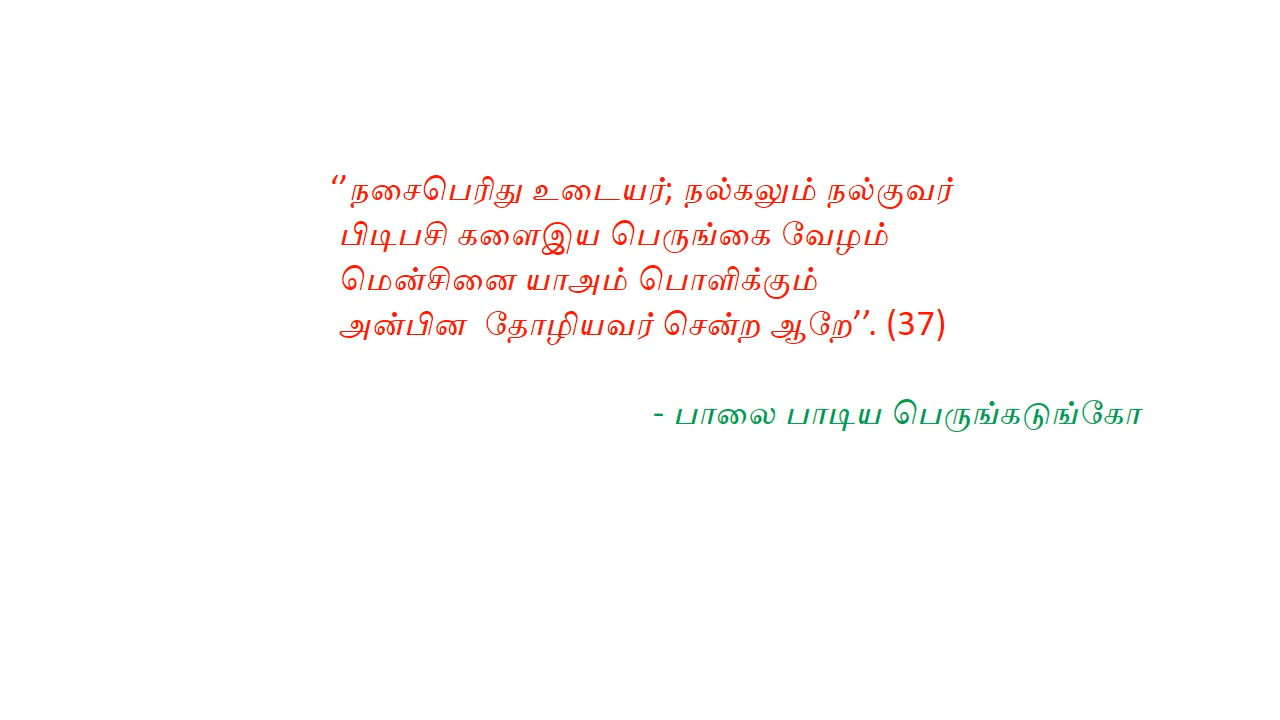 ‘’நசைபெரிது உடையர்; நல்கலும் நல்குவர்
பிடிபசி களைஇய பெருங்கை வேழம்
மென்சினை யாஅம் பொளிக்கும்
அன்பின தோழியவர் சென்ற ஆறே’’. (37)
- பாலை பாடிய பெருங்கடுங்கோ